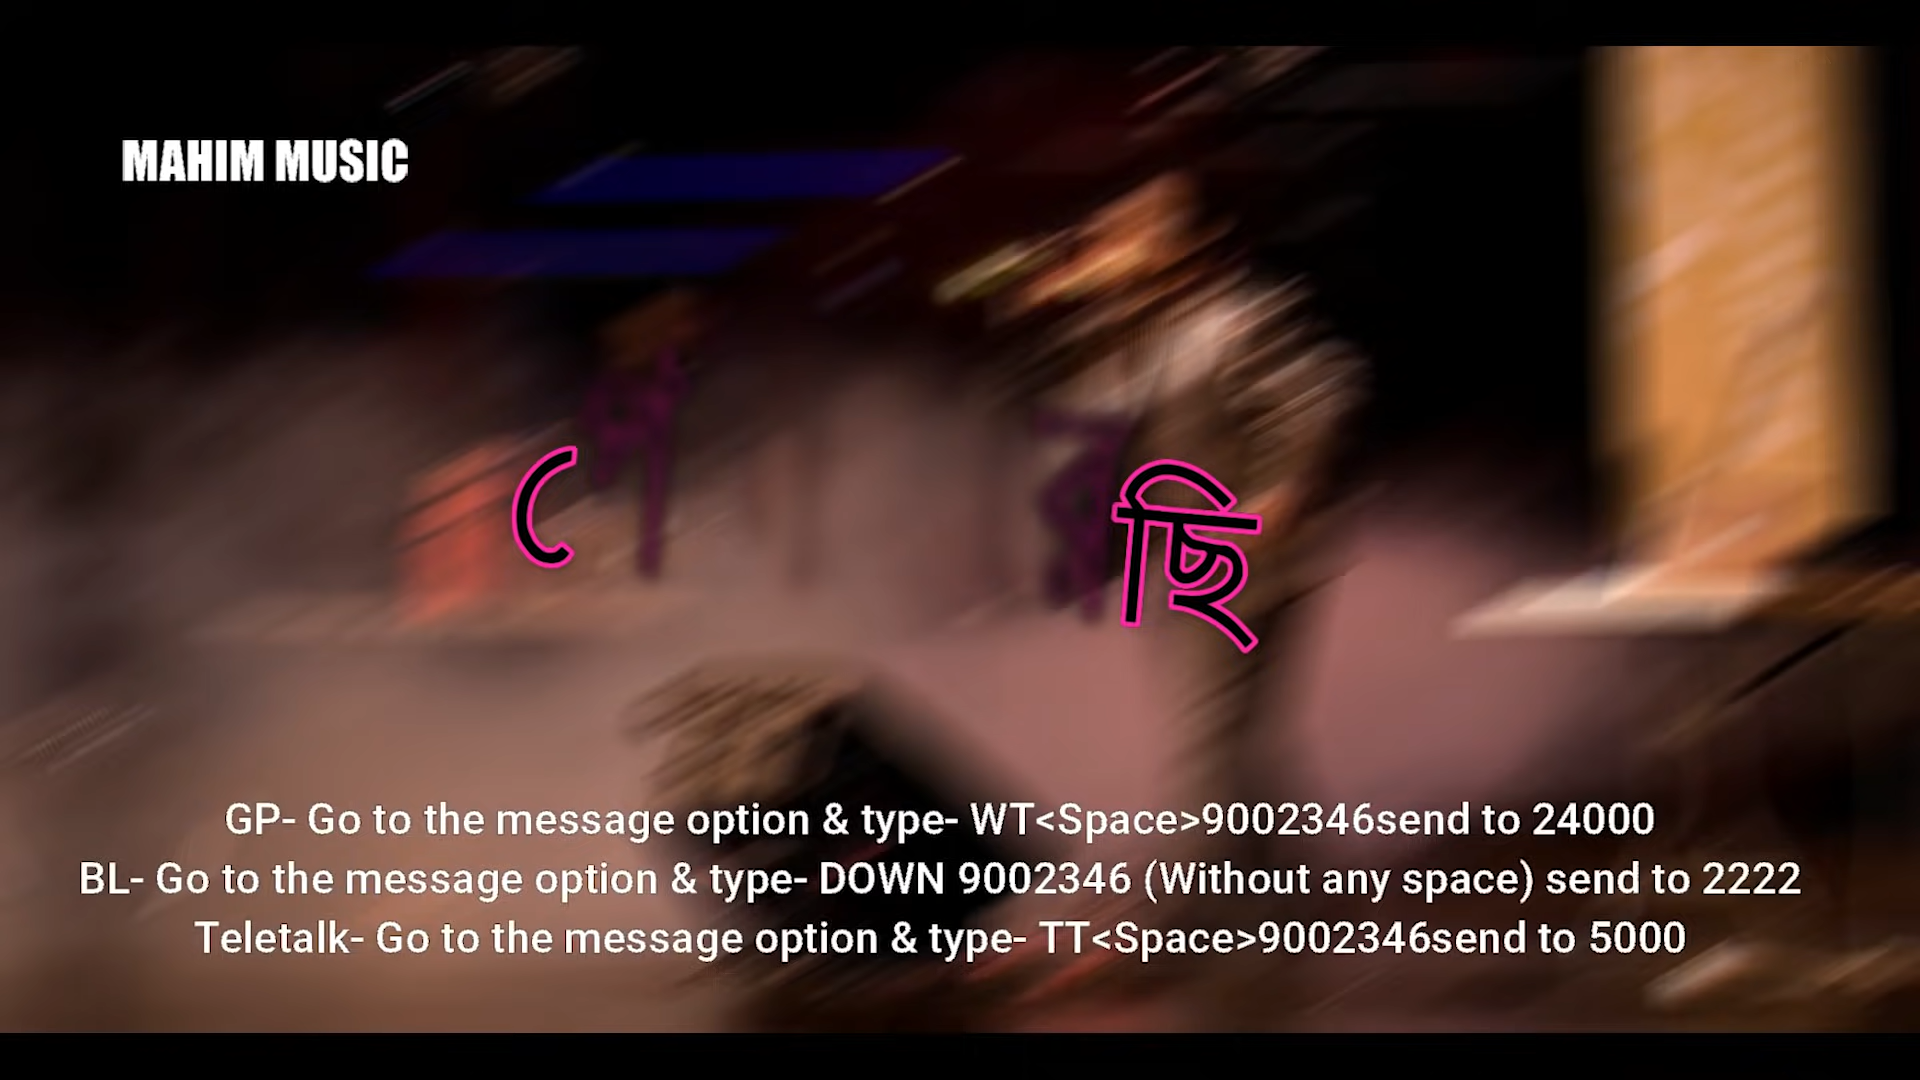 MAHIM MUSIC
ে ছি
GP- Go to the message option & type- WT<Space>9002346send to 24000
BL- Go to the message option & type- DOWN 9002346 (Without any space) send to 2222
Teletalk- Go to the message option & type- TT<Space>9002346send to 5000